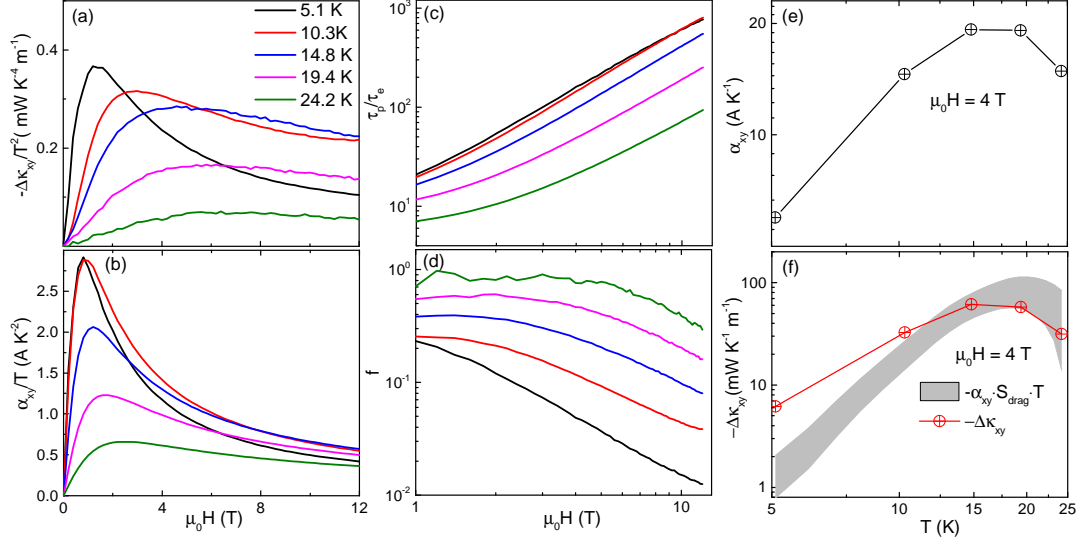 (a)
5.1 K
10.3K
14.8 K
19.4 K
24.2 K
-Δκxy/T²( mW K⁻⁴ m⁻¹)
0.4
0.2
(b)
αxy/T (A K⁻²)
2.5
2.0
1.5
1.0
0.5
0.0
0 4 8 12
μ₀H (T)
(c)
τp/τe
10³
10²
10¹
(d)
f
10⁰
10⁻¹
10⁻²
1 10
μ₀H (T)
(e)
αxy (A K⁻¹)
20
10
μ₀H = 4 T
(f)
−Δκxy(mW K⁻¹ m⁻¹)
100
10
1
μ₀H = 4 T
-αxy·Sdrag·T
−Δκxy
5 10 15 20 25
T (K)